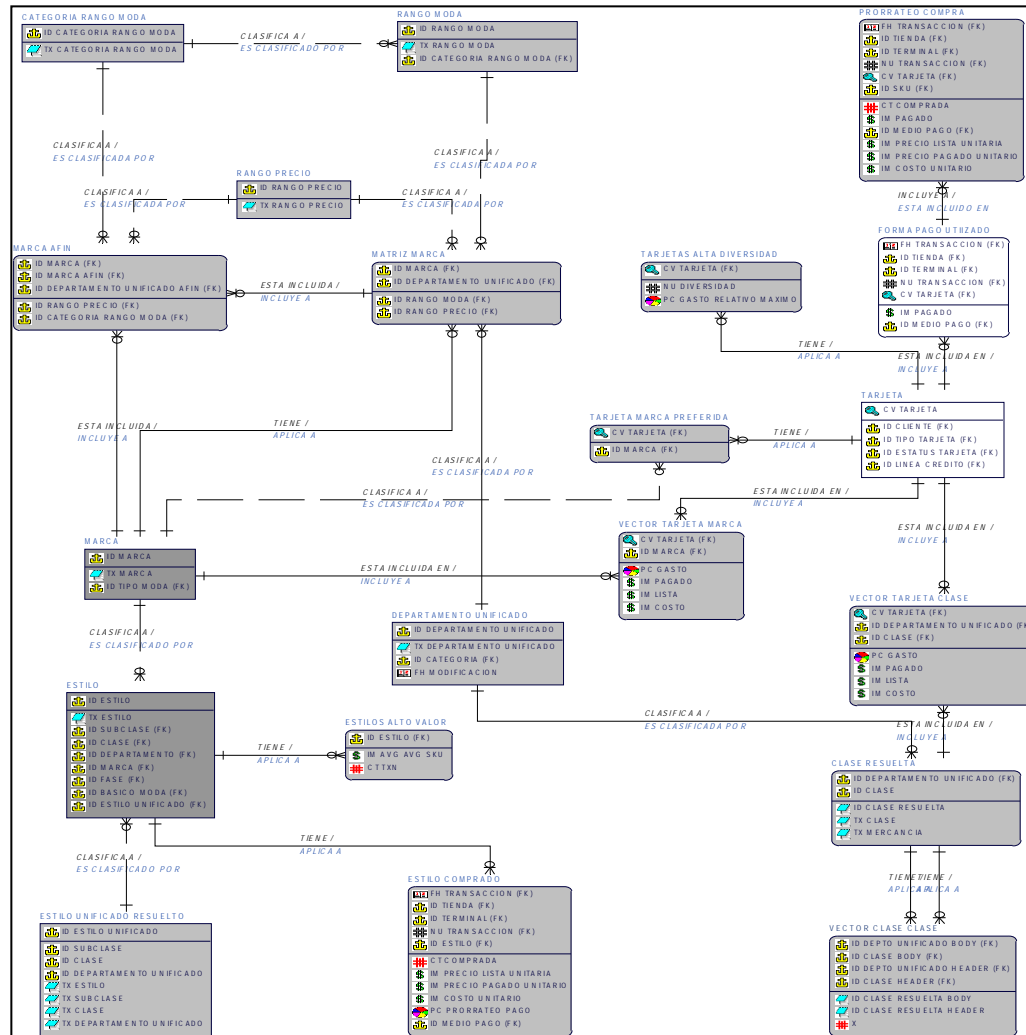 CATEGORIA RANGO MODA
ID CATEGORIA RANGO MODA
TX CATEGORIA RANGO MODA
CLASIFICA A /
ES CLASIFICADO POR
RANGO MODA
ID RANGO MODA
TX RANGO MODA
ID CATEGORIA RANGO MODA (FK)
PRORRATEO COMPRA
FH TRANSACCION (FK)
ID TIENDA (FK)
ID TERMINAL (FK)
NU TRANSACCION (FK)
CV TARJETA (FK)
ID SKU (FK)
CT COMPRADA
IM PAGADO
ID MEDIO PAGO (FK)
IM PRECIO LISTA UNITARIA
IM PRECIO PAGADO UNITARIO
IM COSTO UNITARIO
CLASIFICA A /
ES CLASIFICADA POR
CLASIFICA A /
ES CLASIFICADA POR
CLASIFICA A /
ES CLASIFICADA POR
RANGO PRECIO
ID RANGO PRECIO
TX RANGO PRECIO
CLASIFICA A /
ES CLASIFICADA POR
INCLUYE A /
ESTA INCLUIDO EN
MARCA AFIN
ID MARCA (FK)
ID MARCA AFIN (FK)
ID DEPARTAMENTO UNIFICADO AFIN (FK)
ID RANGO PRECIO (FK)
ID CATEGORIA RANGO MODA (FK)
ESTA INCLUIDA /
INCLUYE A
MATRIZ MARCA
ID MARCA (FK)
ID DEPARTAMENTO UNIFICADO (FK)
ID RANGO MODA (FK)
ID RANGO PRECIO (FK)
TARJETAS ALTA DIVERSIDAD
CV TARJETA (FK)
NU DIVERSIDAD
PC GASTO RELATIVO MAXIMO
FORMA PAGO UTIIZADO
FH TRANSACCION (FK)
ID TIENDA (FK)
ID TERMINAL (FK)
NU TRANSACCION (FK)
CV TARJETA (FK)
IM PAGADO
ID MEDIO PAGO (FK)
TIENE /
APLICA A
ESTA INCLUIDA EN /
INCLUYE A
TARJETA
CV TARJETA
ID CLIENTE (FK)
ID TIPO TARJETA (FK)
ID ESTATUS TARJETA (FK)
ID LINEA CREDITO (FK)
TARJETA MARCA PREFERIDA
CV TARJETA (FK)
ID MARCA (FK)
TIENE /
APLICA A
ESTA INCLUIDA /
INCLUYE A
TIENE /
APLICA A
CLASIFICA A /
ES CLASIFICADA POR
CLASIFICA A /
ES CLASIFICADA POR
ESTA INCLUIDA EN /
INCLUYE A
ESTA INCLUIDA EN /
INCLUYE A
VECTOR TARJETA MARCA
CV TARJETA (FK)
ID MARCA (FK)
PC GASTO
IM PAGADO
IM LISTA
IM COSTO
MARCA
ID MARCA
TX MARCA
ID TIPO MODA (FK)
ESTA INCLUIDA EN /
INCLUYE A
VECTOR TARJETA CLASE
CV TARJETA (FK)
ID DEPARTAMENTO UNIFICADO (FK
ID CLASE (FK)
PC GASTO
IM PAGADO
IM LISTA
IM COSTO
DEPARTAMENTO UNIFICADO
ID DEPARTAMENTO UNIFICADO
TX DEPARTAMENTO UNIFICADO
ID CATEGORIA (FK)
FH MODIFICACION
CLASIFICA A /
ES CLASIFICADO POR
ESTILO
ID ESTILO
TX ESTILO
ID SUBCLASE (FK)
ID CLASE (FK)
ID DEPARTAMENTO (FK)
ID MARCA (FK)
ID FASE (FK)
ID BASICO MODA (FK)
ID ESTILO UNIFICADO (FK)
TIENE /
APLICA A
ESTILOS ALTO VALOR
ID ESTILO (FK)
IM AVG AVG SKU
CT TXN
CLASIFICA A /
ES CLASIFICADO POR
ESTA INCLUIDA EN /
INCLUYE A
CLASE RESUELTA
ID DEPARTAMENTO UNIFICADO (FK)
ID CLASE
ID CLASE RESUELTA
TX CLASE
TX MERCANCIA
CLASIFICA A /
ES CLASIFICADO POR
TIENE /
APLICA A
TIENE /
APLICA A
TIENE /
APLICA A
ESTILO UNIFICADO RESUELTO
ID ESTILO UNIFICADO
ID SUBCLASE
ID CLASE
ID DEPARTAMENTO UNIFICADO
TX ESTILO
TX SUBCLASE
TX CLASE
TX DEPARTAMENTO UNIFICADO
ESTILO COMPRADO
FH TRANSACCION (FK)
ID TIENDA (FK)
ID TERMINAL (FK)
NU TRANSACCION (FK)
ID ESTILO (FK)
CT COMPRADA
IM PRECIO LISTA UNITARIA
IM PRECIO PAGADO UNITARIO
IM COSTO UNITARIO
PC PRORRATEO PAGO
ID MEDIO PAGO (FK)
VECTOR CLASE CLASE
ID DEPTO UNIFICADO BODY (FK)
ID CLASE BODY (FK)
ID DEPTO UNIFICADO HEADER (FK)
ID CLASE HEADER (FK)
ID CLASE RESUELTA BODY
ID CLASE RESUELTA HEADER
X